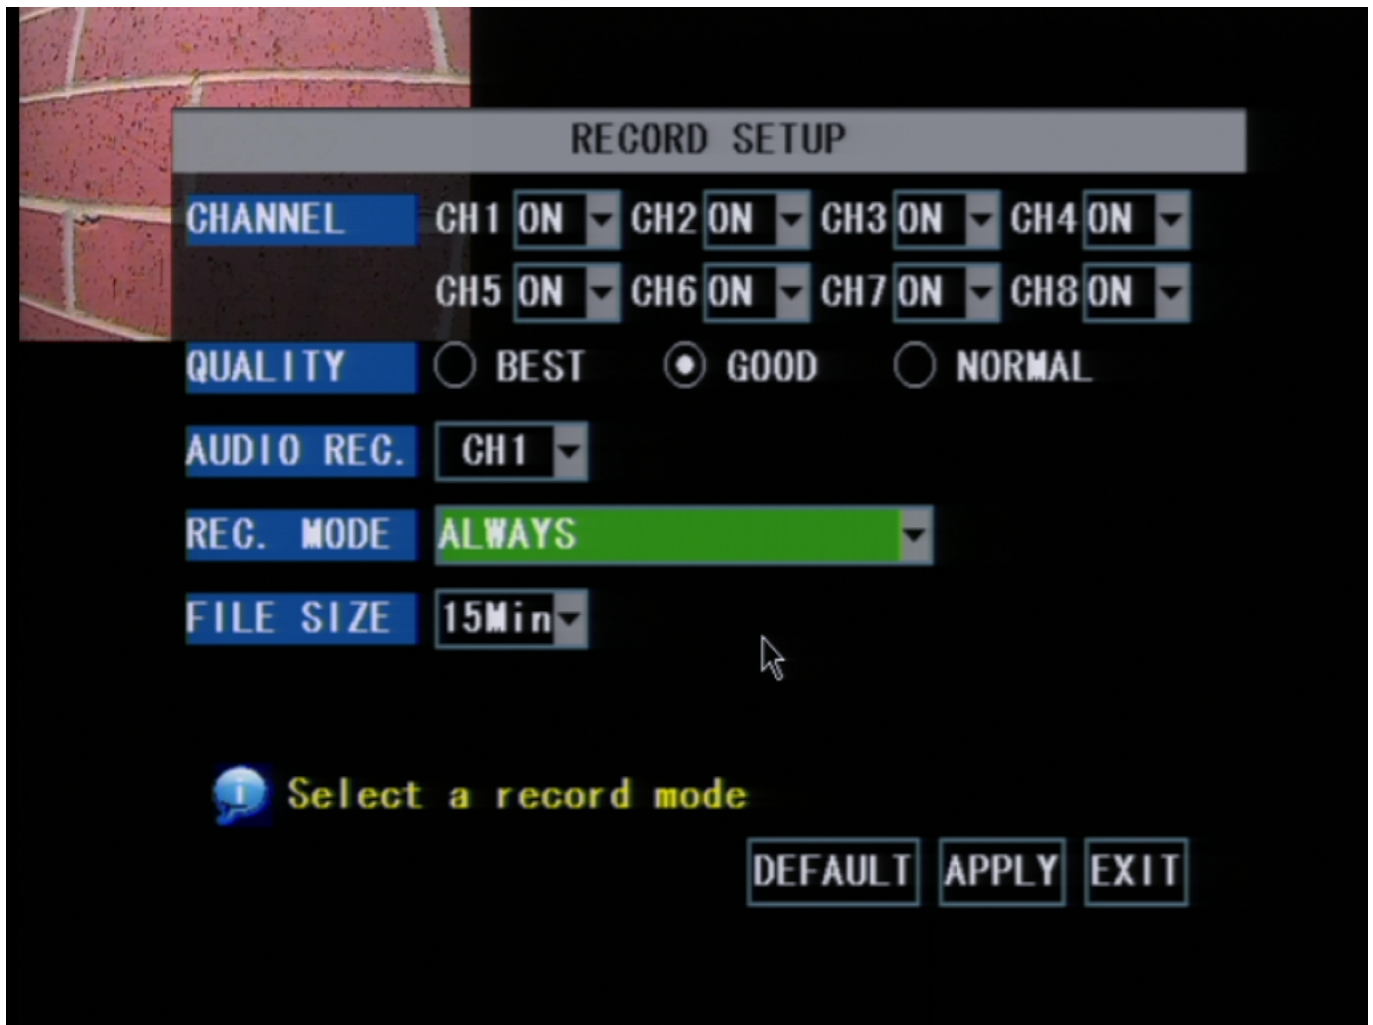 RECORD SETUP
CHANNEL CH1 ON CH2 ON CH3 ON CH4 ON
CH5 ON CH6 ON CH7 ON CH8 ON
QUALITY BEST GOOD NORMAL
AUDIO REC. CH1
REC. MODE ALWAYS
FILE SIZE 15Min
i Select a record mode
DEFAULT APPLY EXIT